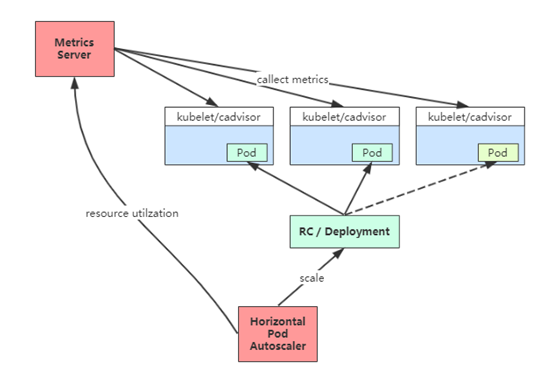 Metrics
Server
callect metrics
kubelet/cadvisor
kubelet/cadvisor
kubelet/cadvisor
Pod
Pod
Pod
resource utilzation
RC / Deployment
scale
Horizontal
Pod
Autoscaler